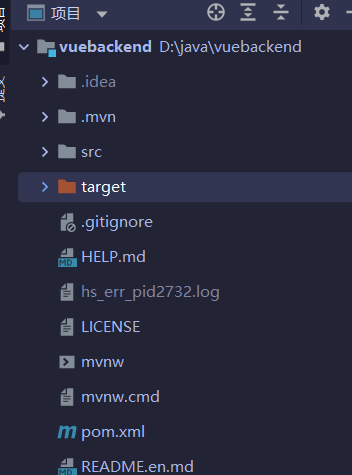 项目
vuebackend D:\java\vuebackend
.idea
.mvn
src
target
.gitignore
HELP.md
hs_err_pid2732.log
LICENSE
mvnw
mvnw.cmd
pom.xml
README.en.md